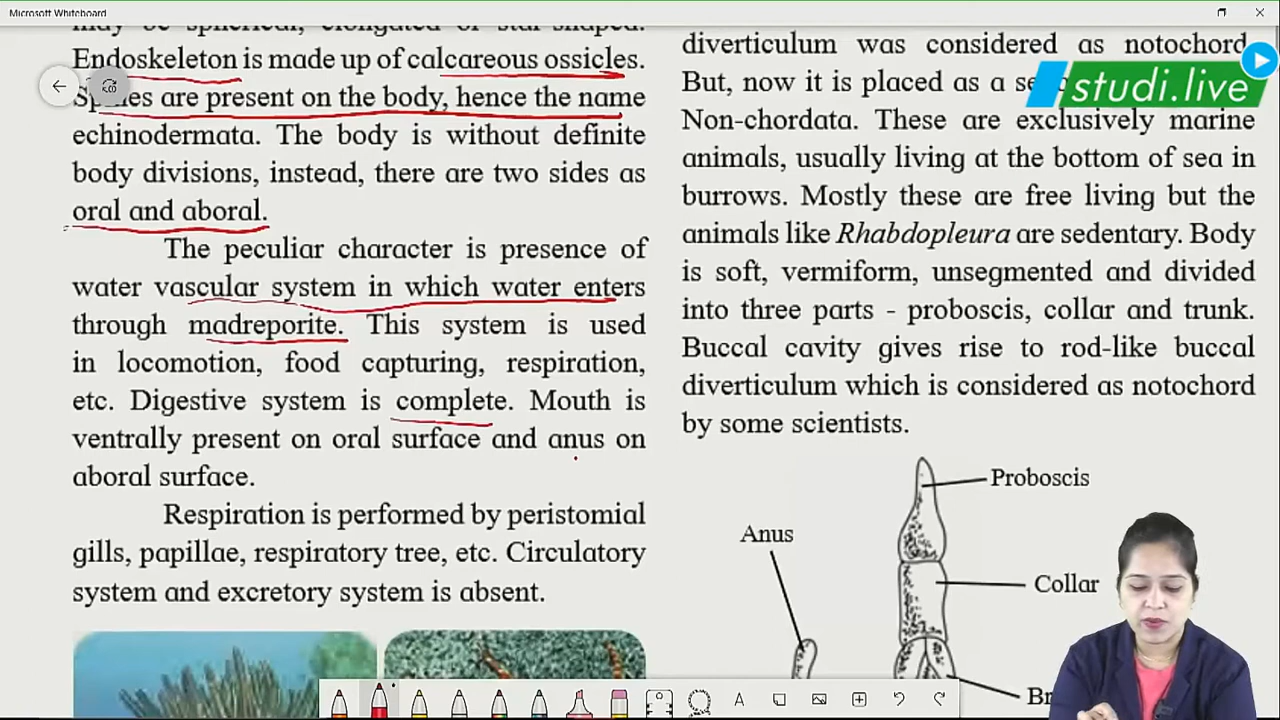 Microsoft Whiteboard
may be spherical, elongated or star shaped.
Endoskeleton is made up of calcareous ossicles.
Spines are present on the body, hence the name
echinodermata. The body is without definite
body divisions, instead, there are two sides as
oral and aboral.
The peculiar character is presence of
water vascular system in which water enters
through madreporite. This system is used
in locomotion, food capturing, respiration,
etc. Digestive system is complete. Mouth is
ventrally present on oral surface and anus on
aboral surface.
Respiration is performed by peristomial
gills, papillae, respiratory tree, etc. Circulatory
system and excretory system is absent.
diverticulum was considered as notochord.
But, now it is placed as a
Non-chordata. These are exclusively marine
animals, usually living at the bottom of sea in
burrows. Mostly these are free living but the
animals like Rhabdopleura are sedentary. Body
is soft, vermiform, unsegmented and divided
into three parts - proboscis, collar and trunk.
Buccal cavity gives rise to rod-like buccal
diverticulum which is considered as notochord
by some scientists.
studi.live
Proboscis
Anus
Collar